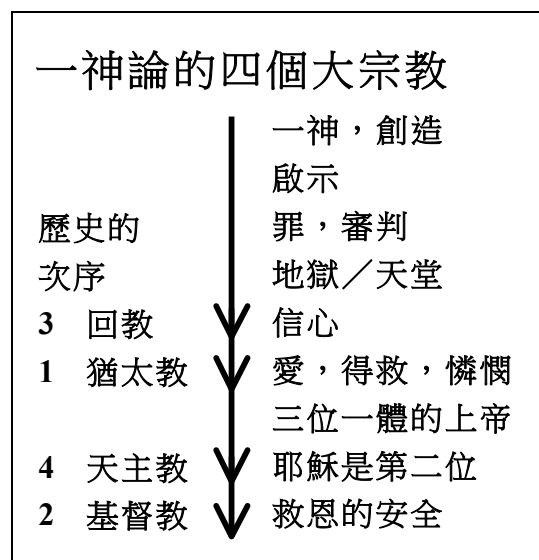 一神論的四個大宗教
一神，創造
啟示
歷史的 罪，審判
次序 地獄／天堂
3 回教 信心
1 猶太教 愛，得救，憐憫
三位一體的上帝
4 天主教 耶穌是第二位
2 基督教 救恩的安全